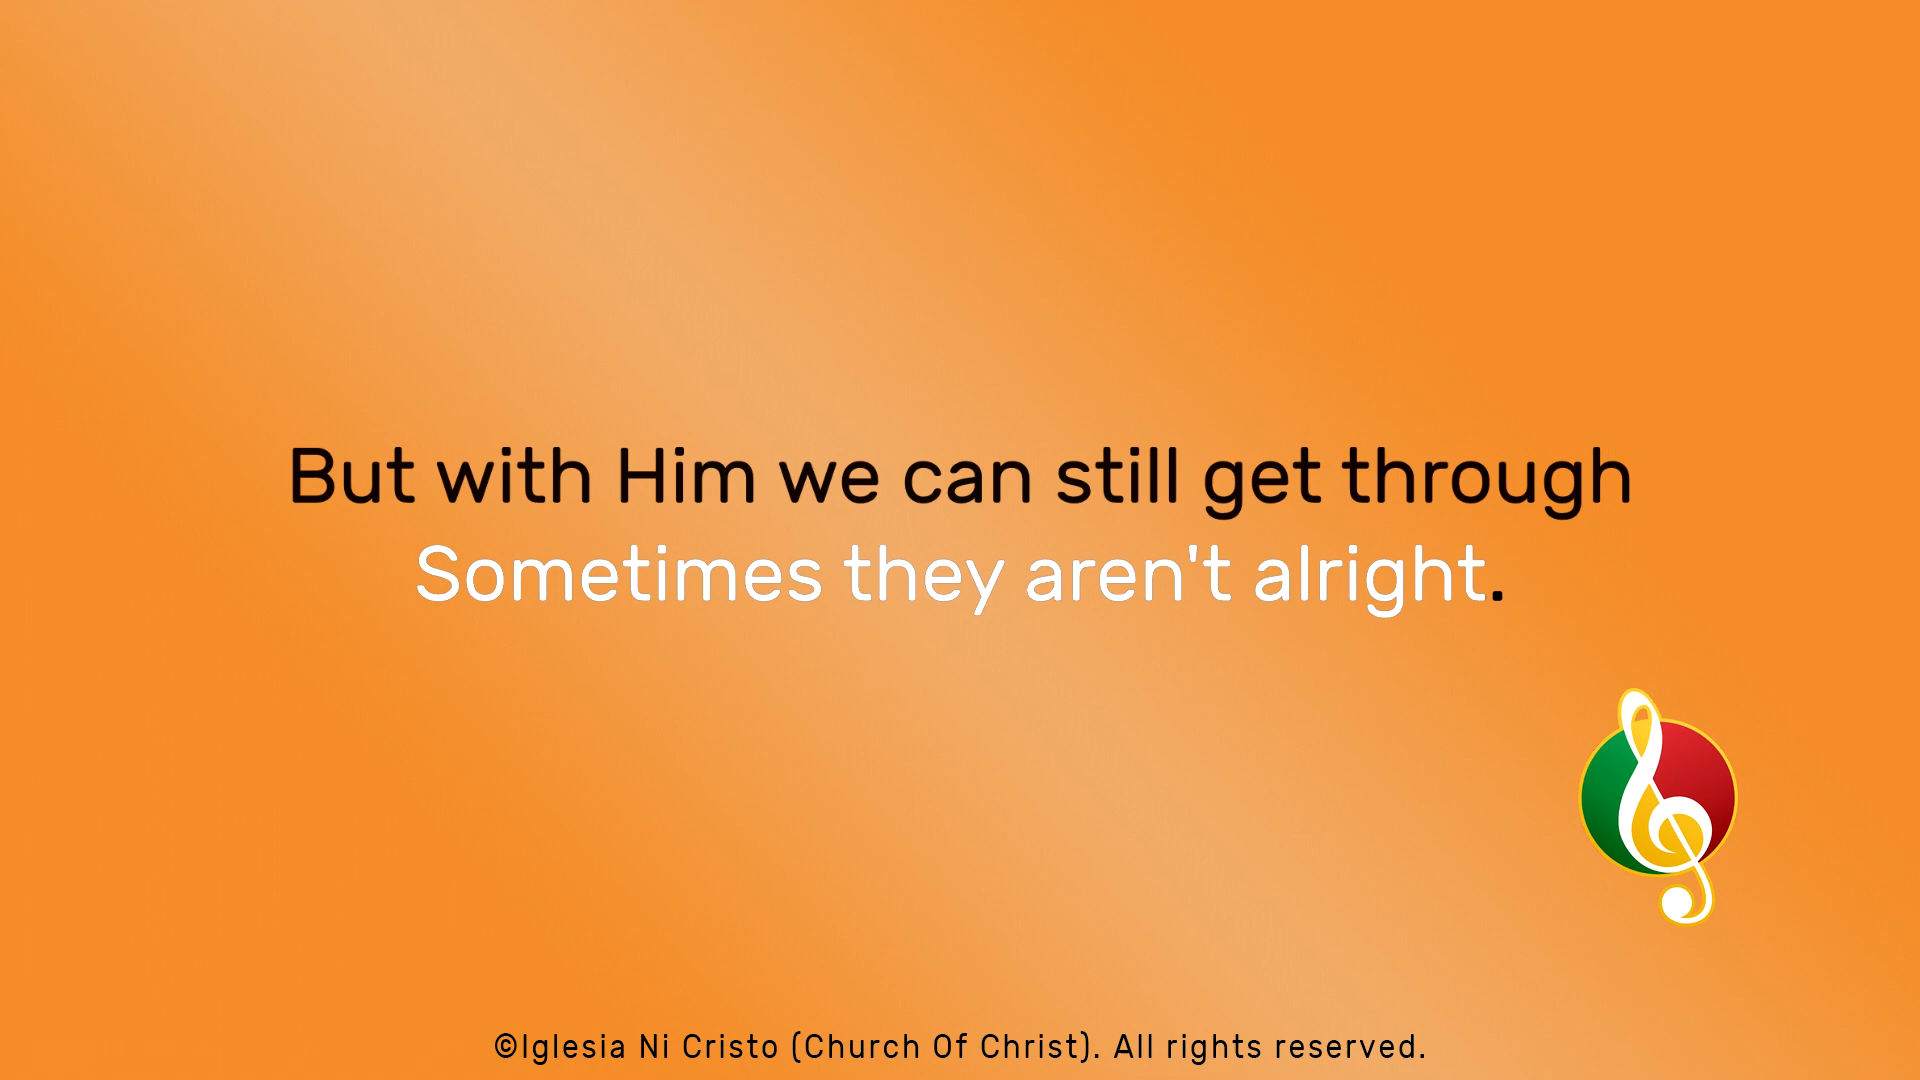 But with Him we can still get through
Sometimes they aren't alright.
©Iglesia Ni Cristo (Church Of Christ). All rights reserved.